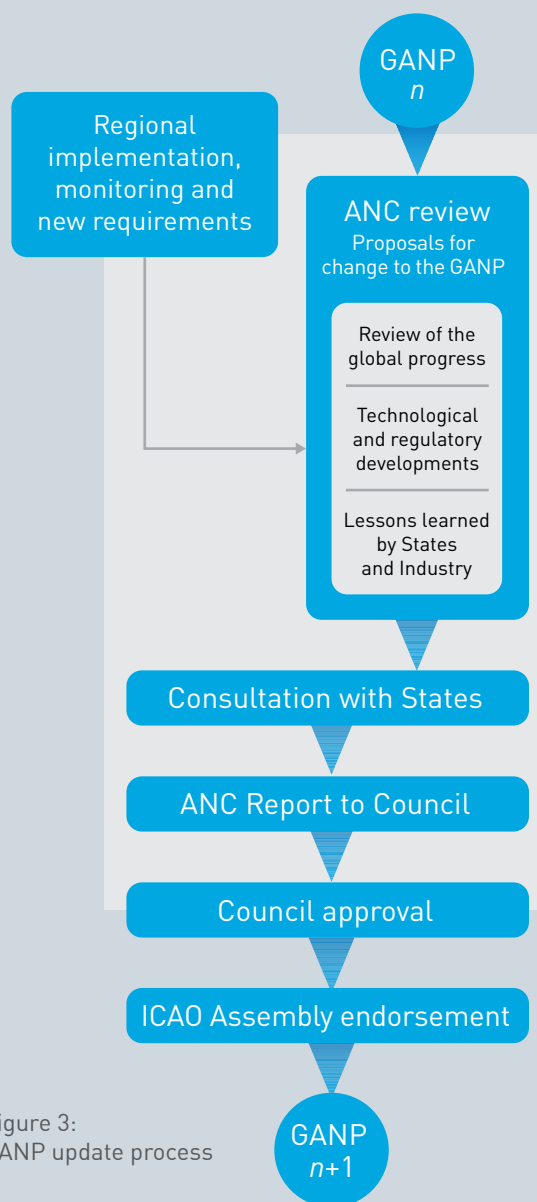 GANP
n
Regional
implementation,
monitoring and
new requirements
ANC review
Proposals for
change to the GANP
Review of the
global progress
Technological
and regulatory
developments
Lessons learned
by States
and Industry
Consultation with States
ANC Report to Council
Council approval
ICAO Assembly endorsement
igure 3:
ANP update process
GANP
n+1